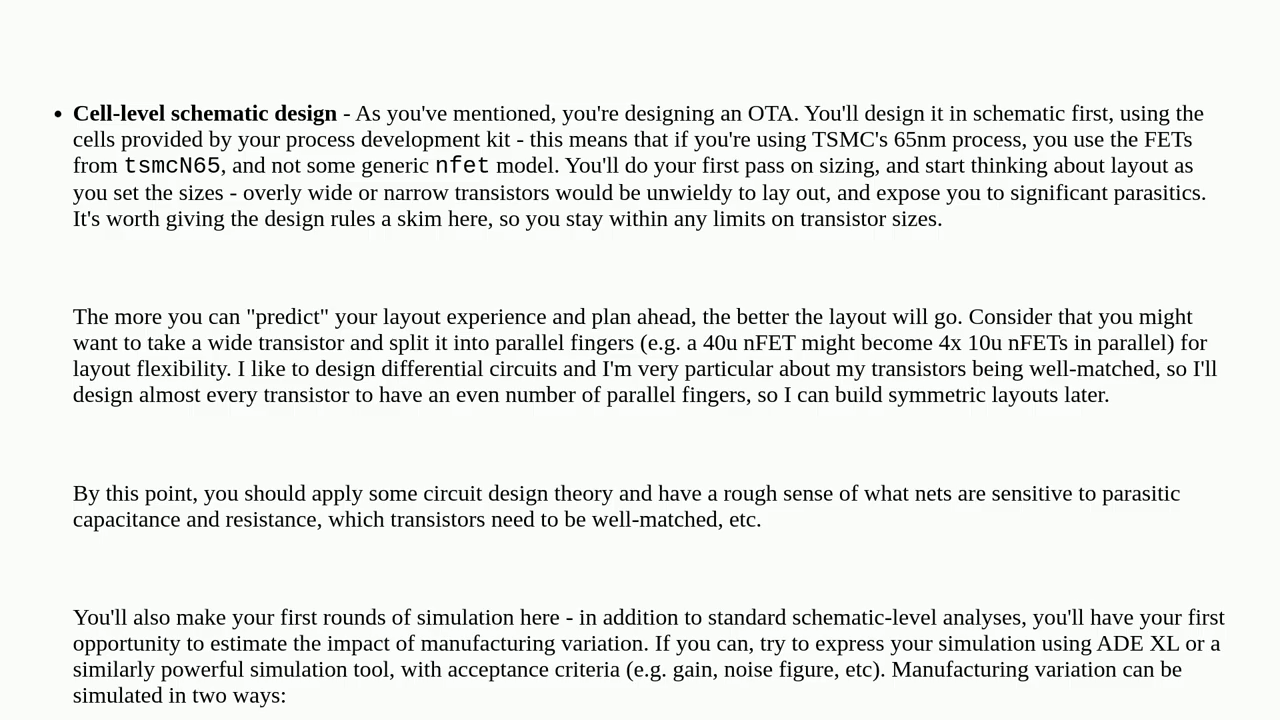 • Cell-level schematic design - As you've mentioned, you're designing an OTA. You'll design it in schematic first, using the
cells provided by your process development kit - this means that if you're using TSMC's 65nm process, you use the FETs
from tsmcN65, and not some generic nfet model. You'll do your first pass on sizing, and start thinking about layout as
you set the sizes - overly wide or narrow transistors would be unwieldy to lay out, and expose you to significant parasitics.
It's worth giving the design rules a skim here, so you stay within any limits on transistor sizes.
The more you can "predict" your layout experience and plan ahead, the better the layout will go. Consider that you might
want to take a wide transistor and split it into parallel fingers (e.g. a 40u nFET might become 4x 10u nFETs in parallel) for
layout flexibility. I like to design differential circuits and I'm very particular about my transistors being well-matched, so I'll
design almost every transistor to have an even number of parallel fingers, so I can build symmetric layouts later.
By this point, you should apply some circuit design theory and have a rough sense of what nets are sensitive to parasitic
capacitance and resistance, which transistors need to be well-matched, etc.
You'll also make your first rounds of simulation here - in addition to standard schematic-level analyses, you'll have your first
opportunity to estimate the impact of manufacturing variation. If you can, try to express your simulation using ADE XL or a
similarly powerful simulation tool, with acceptance criteria (e.g. gain, noise figure, etc). Manufacturing variation can be
simulated in two ways: